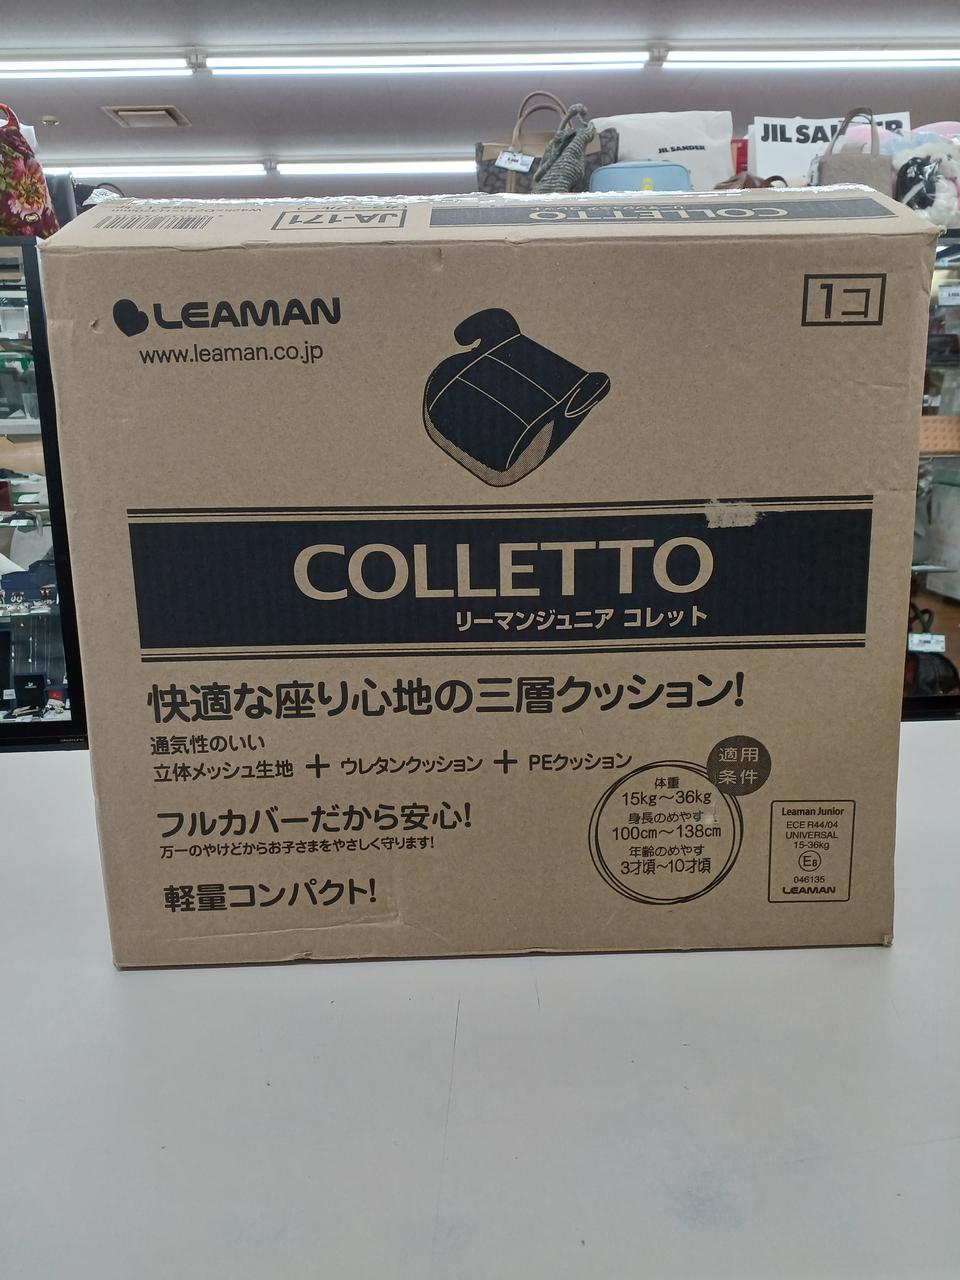 JA-171
COLLETTO
LEAMAN
www.leaman.co.jp
1コ
COLLETTO
リーマンジュニア コレット
快適な座り心地の三層クッション!
通気性のいい
立体メッシュ生地 + ウレタンクッション + PEクッション
フルカバーだから安心!
万一のやけどからお子さまをやさしく守ります!
軽量コンパクト!
適用
条件
体重
15kg～36kg
身長のめやす
100cm～138cm
年齢のめやす
3才頃～10才頃
Leaman Junior
ECE R44/04
UNIVERSAL
15-36kg
E8
046135
LEAMAN
JIL SANDER
JIL SANDER